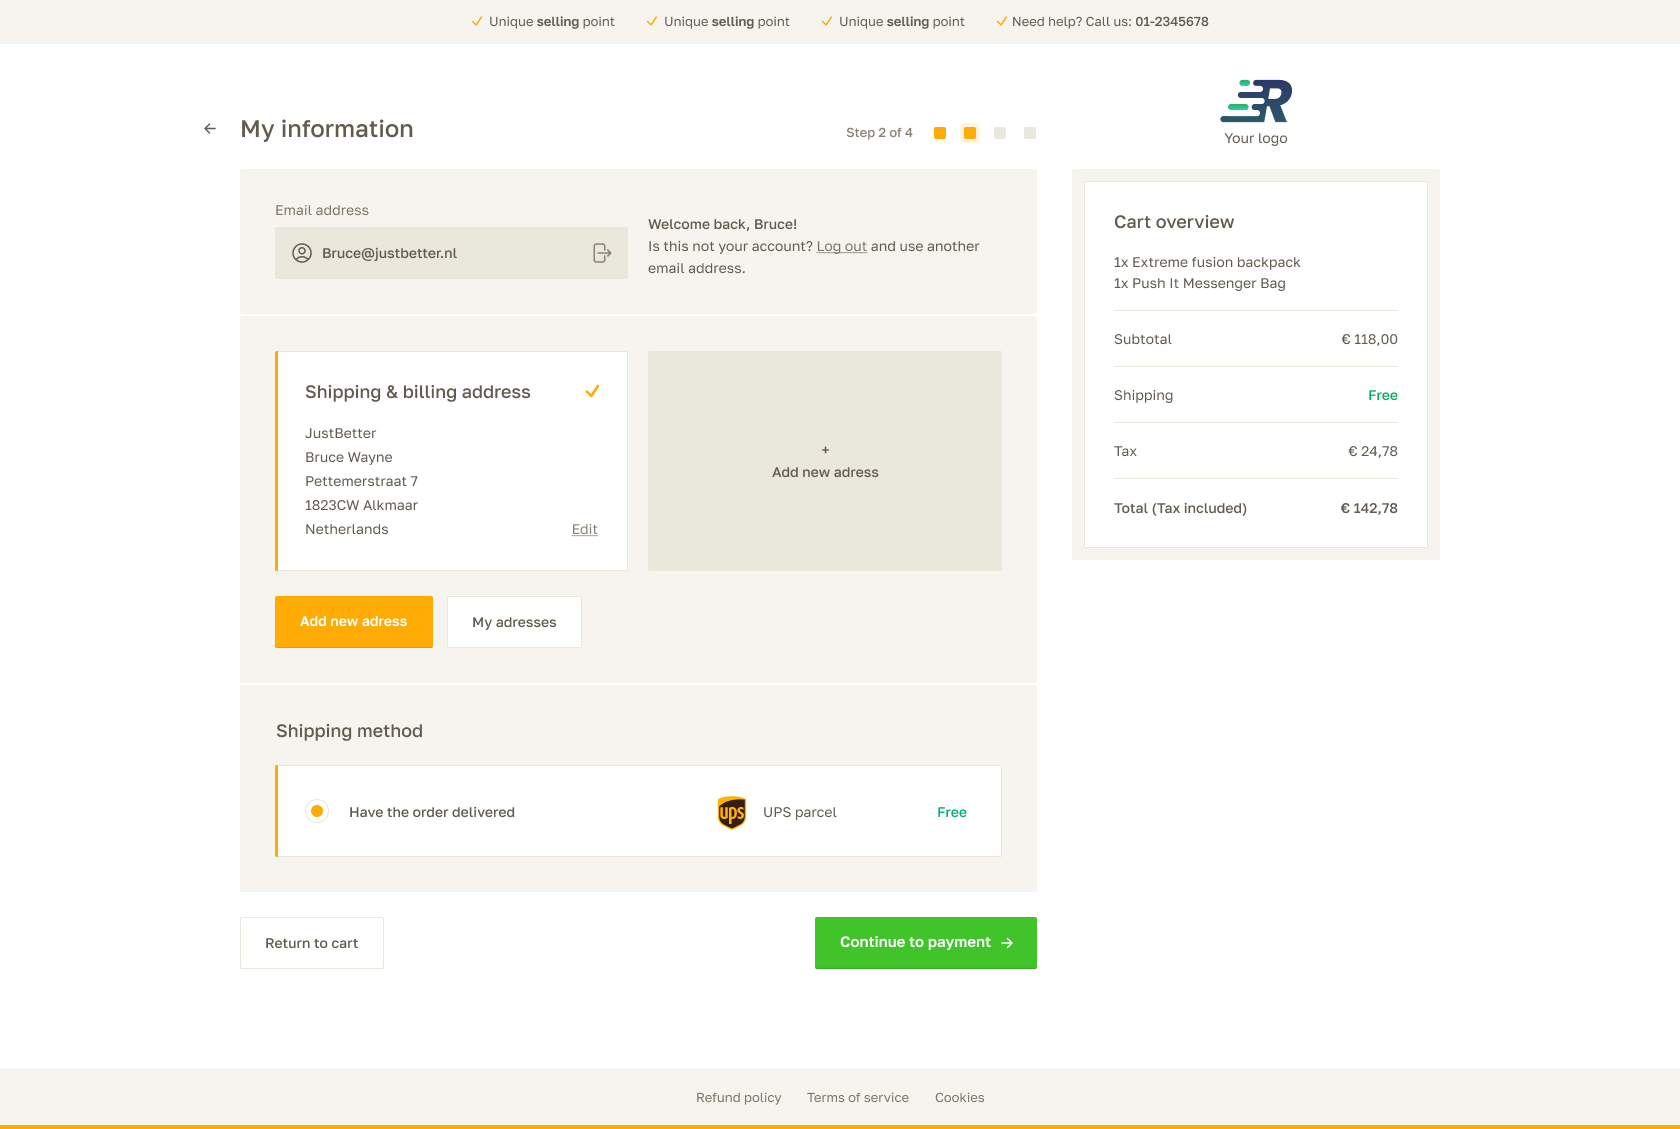 Unique selling point
Unique selling point
Unique selling point
Need help? Call us: 01-2345678
My information
Step 2 of 4
R
Your logo
Email address
Bruce@justbetter.nl
Welcome back, Bruce!
Is this not your account? Log out and use another
email address.
Shipping & billing address
JustBetter
Bruce Wayne
Pettemerstraat 7
1823CW Alkmaar
Netherlands
Edit
+
Add new adress
Add new adress
My adresses
Shipping method
Have the order delivered
ups
UPS parcel
Free
Return to cart
Continue to payment
Cart overview
1x Extreme fusion backpack
1x Push It Messenger Bag
Subtotal
€ 118,00
Shipping
Free
Tax
€ 24,78
Total (Tax included)
€ 142,78
Refund policy
Terms of service
Cookies